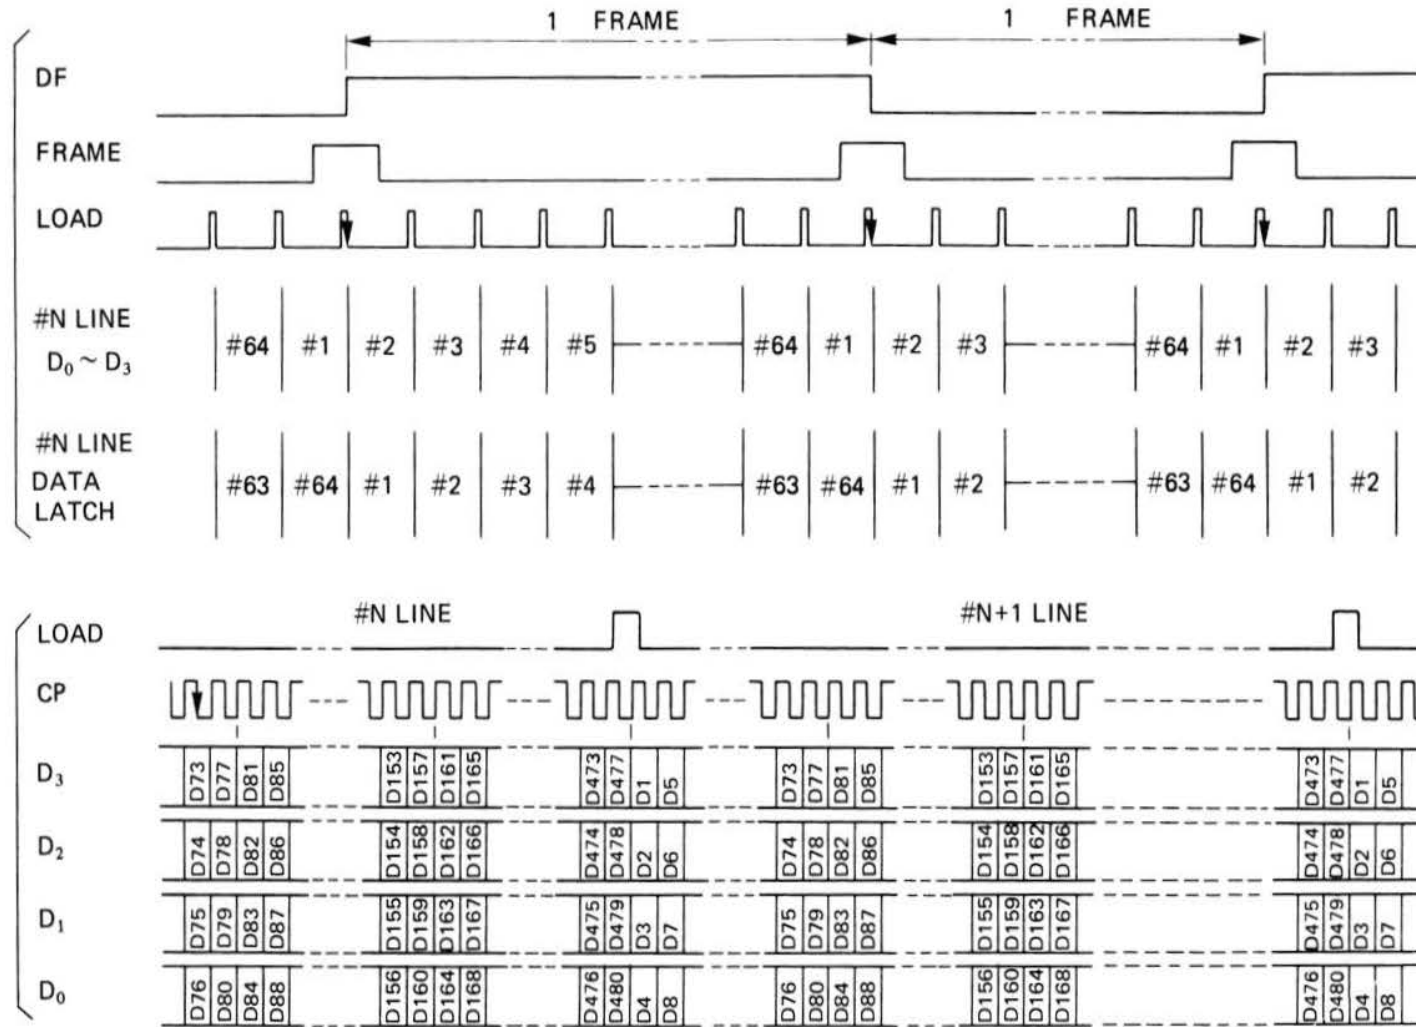 1 FRAME 1 FRAME
DF
FRAME
LOAD
#N LINE
D₀ ~ D₃
#64 #1 #2 #3 #4 #5 #64 #1 #2 #3 #64 #1 #2 #3
#N LINE
DATA
LATCH
#63 #64 #1 #2 #3 #4 #63 #64 #1 #2 #63 #64 #1 #2
#N LINE #N+1 LINE
LOAD
CP
D₃
D73 D77 D81 D85 D153 D157 D161 D165 D473 D477 D1 D5 D73 D77 D81 D85 D153 D157 D161 D165 D473 D477 D1 D5
D₂
D74 D78 D82 D86 D154 D158 D162 D166 D474 D478 D2 D6 D74 D78 D82 D86 D154 D158 D162 D166 D474 D478 D2 D6
D₁
D75 D79 D83 D87 D155 D159 D163 D167 D475 D479 D3 D7 D75 D79 D83 D87 D155 D159 D163 D167 D475 D479 D3 D7
D₀
D76 D80 D84 D88 D156 D160 D164 D168 D476 D480 D4 D8 D76 D80 D84 D88 D156 D160 D164 D168 D476 D480 D4 D8